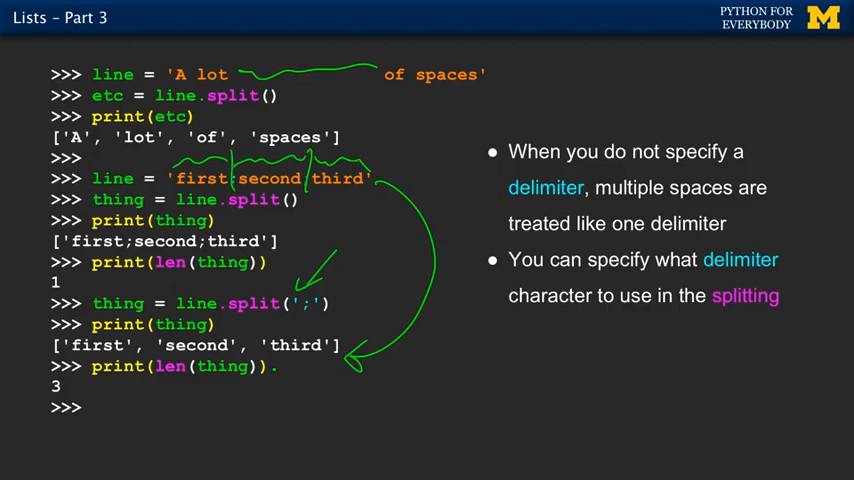 Lists – Part 3
PYTHON FOR
EVERYBODY
M
>>> line = 'A lot               of spaces'
>>> etc = line.split()
>>> print(etc)
['A', 'lot', 'of', 'spaces']
>>>
>>> line = 'first;second;third'
>>> thing = line.split()
>>> print(thing)
['first;second;third']
>>> print(len(thing))
1
>>> thing = line.split(';')
>>> print(thing)
['first', 'second', 'third']
>>> print(len(thing)).
3
>>>
● When you do not specify a
delimiter, multiple spaces are
treated like one delimiter
● You can specify what delimiter
character to use in the splitting